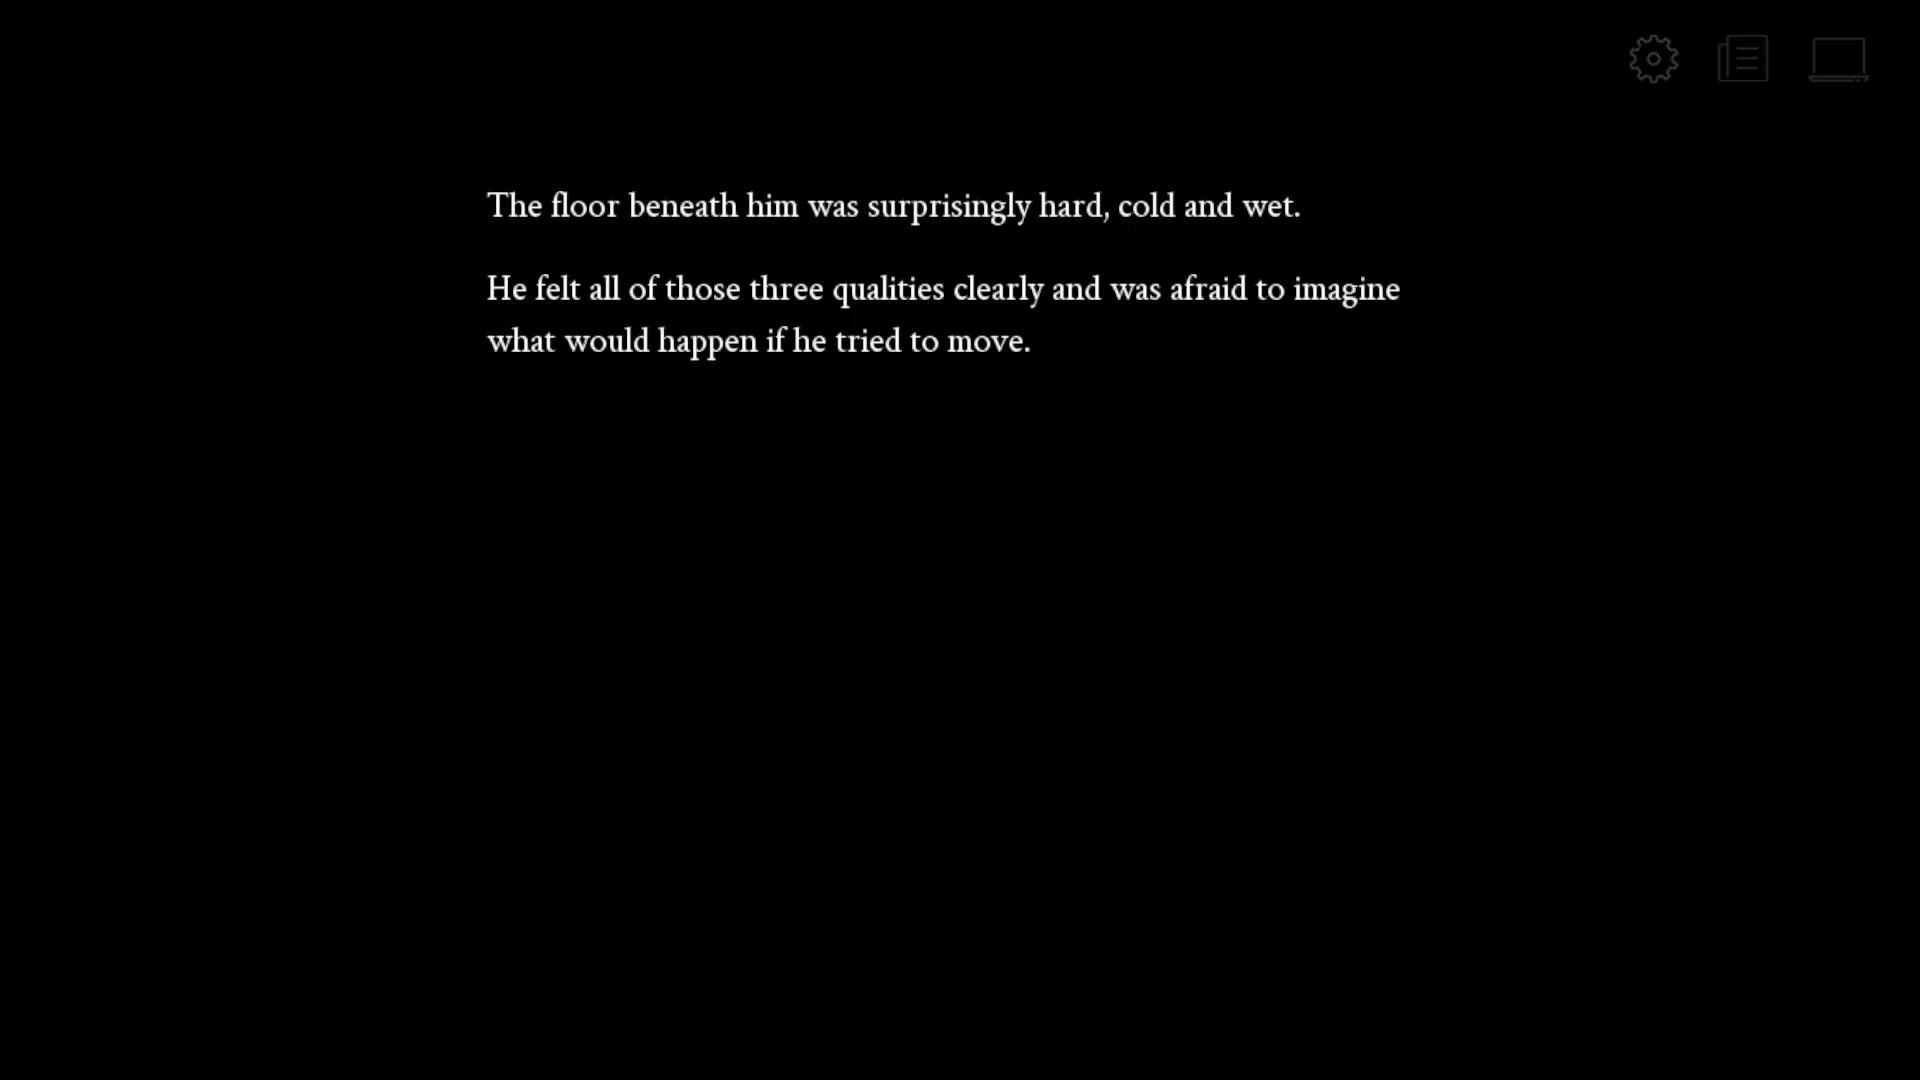 The floor beneath him was surprisingly hard, cold and wet.
He felt all of those three qualities clearly and was afraid to imagine
what would happen if he tried to move.